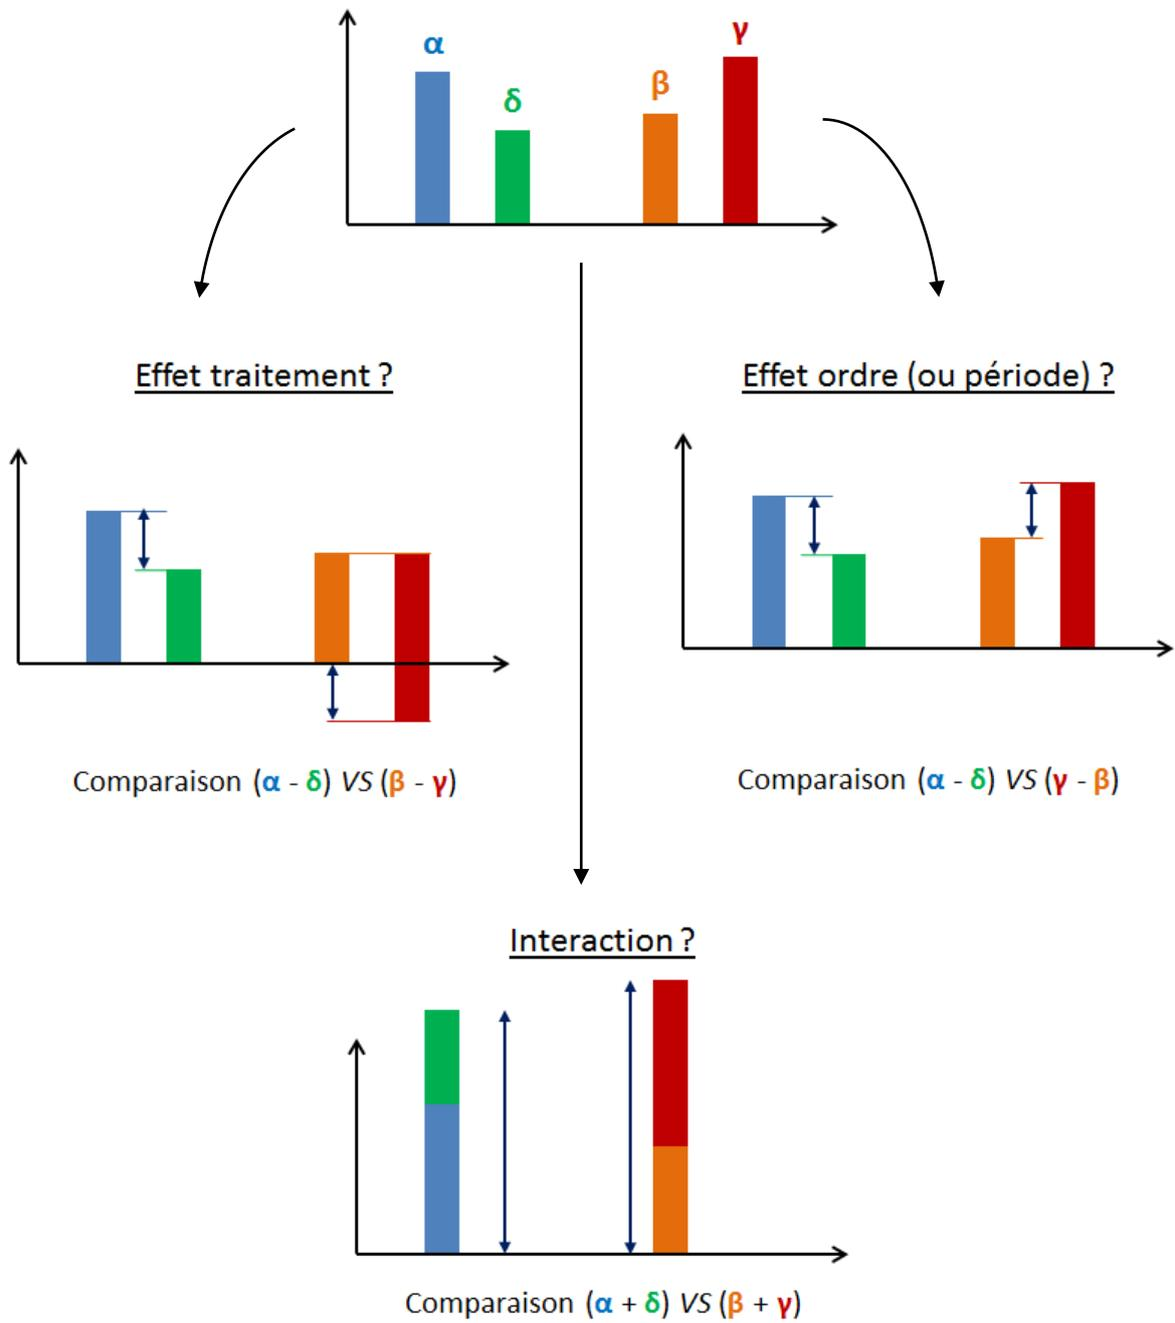 α
δ
β
γ
Effet traitement ?
Effet ordre (ou période) ?
Comparaison (α - δ) VS (β - γ)
Comparaison (α - δ) VS (γ - β)
Interaction ?
Comparaison (α + δ) VS (β + γ)